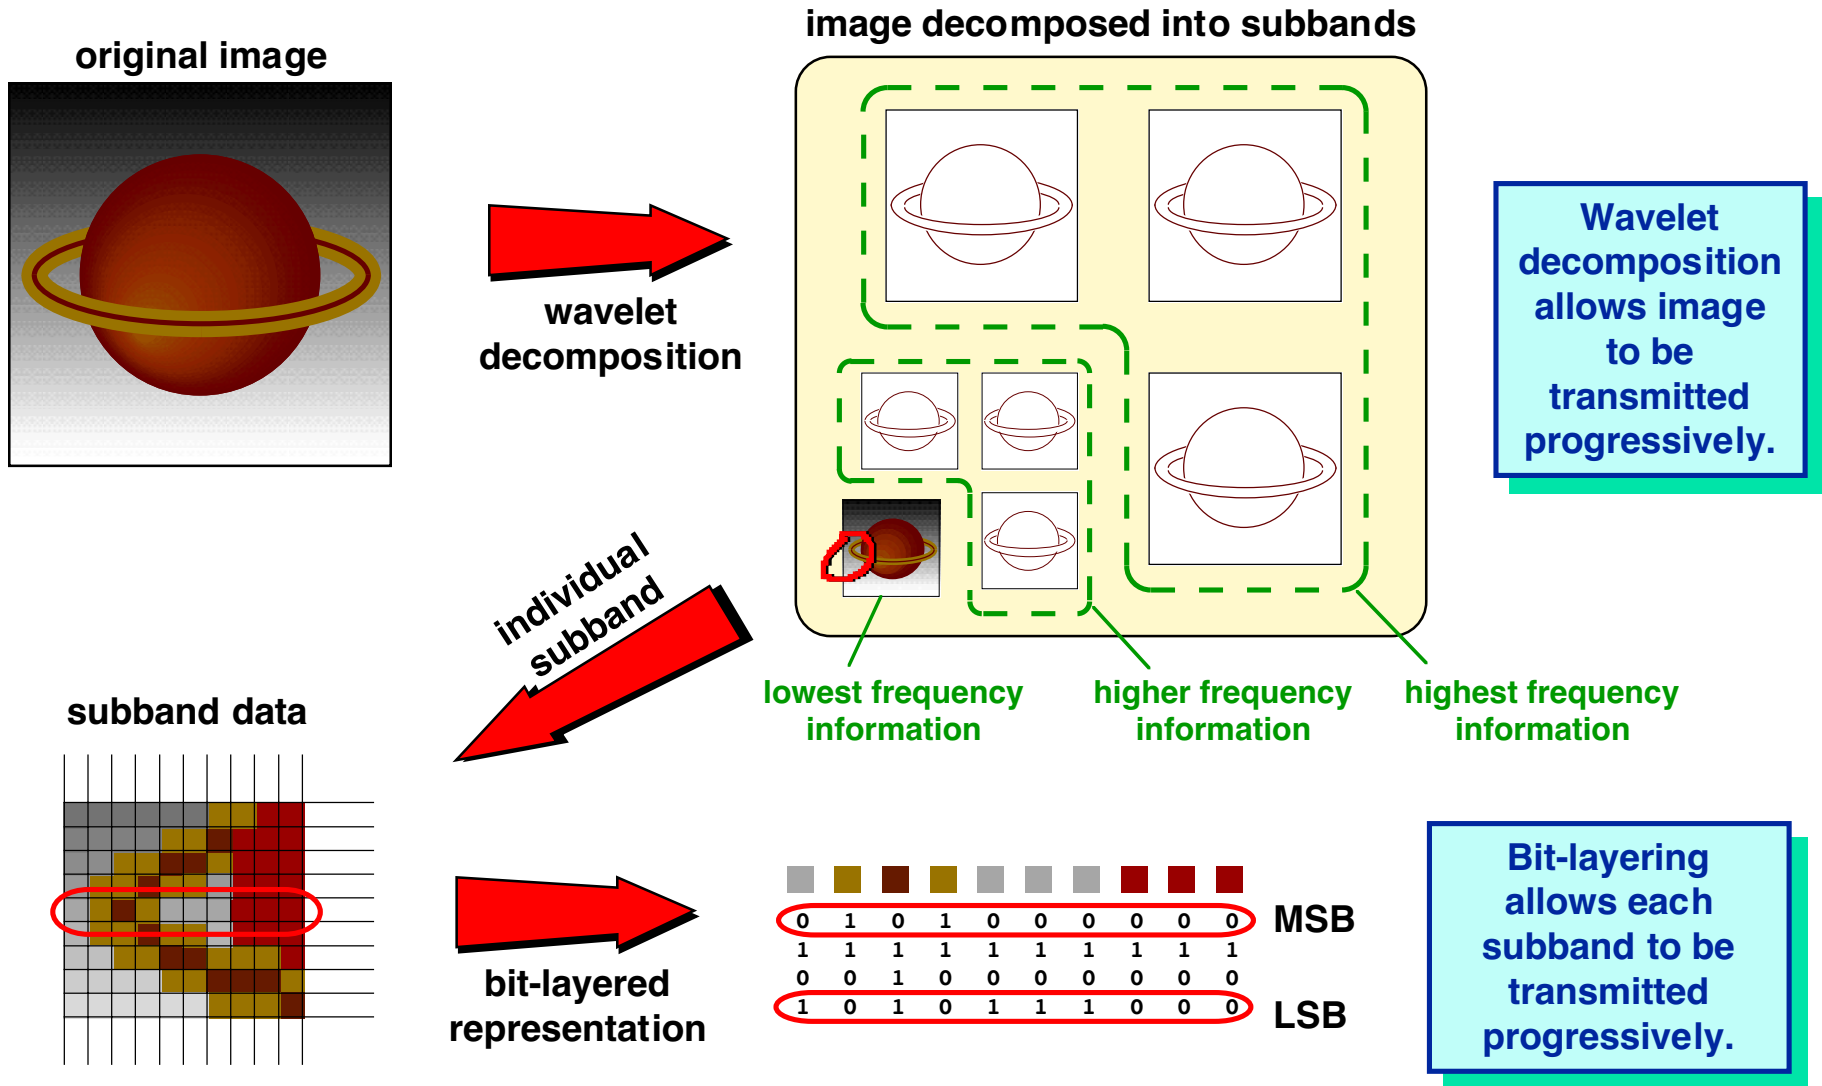 original image
image decomposed into subbands
wavelet
decomposition
Wavelet
decomposition
allows image
to be
transmitted
progressively.
individual
subband
lowest frequency
information
higher frequency
information
highest frequency
information
subband data
bit-layered
representation
0 1 0 1 0 0 0 0 0 0 MSB
1 1 1 1 1 1 1 1 1 1
0 0 1 0 0 0 0 0 0 0
1 0 1 0 1 1 1 0 0 0 LSB
Bit-layering
allows each
subband to be
transmitted
progressively.